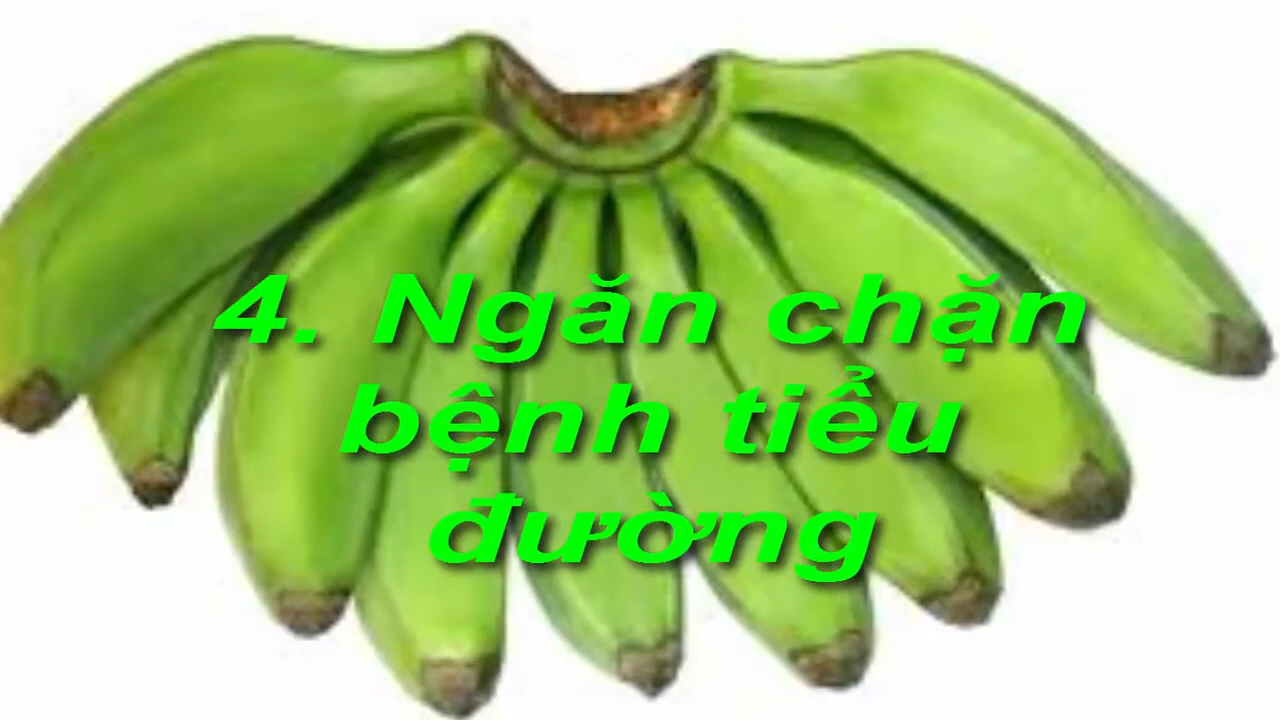 4. Ngăn chặn
bệnh tiểu
đường